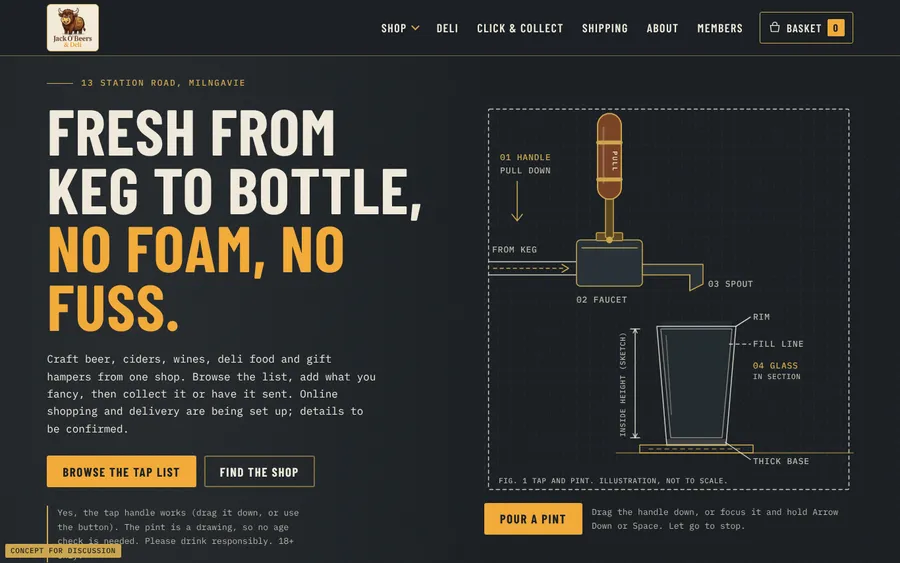 Jack O'Beers
& Deli
SHOP
DELI
CLICK & COLLECT
SHIPPING
ABOUT
MEMBERS
BASKET 0
13 STATION ROAD, MILNGAVIE
FRESH FROM
KEG TO BOTTLE,
NO FOAM, NO
FUSS.
Craft beer, ciders, wines, deli food and gift
hampers from one shop. Browse the list, add what you
fancy, then collect it or have it sent. Online
shopping and delivery are being set up; details to
be confirmed.
BROWSE THE TAP LIST
FIND THE SHOP
Yes, the tap handle works (drag it down, or use
the button). The pint is a drawing, so no age
check is needed. Please drink responsibly. 18+
CONCEPT FOR DISCUSSION
01 HANDLE
PULL DOWN
PULL
FROM KEG
02 FAUCET
03 SPOUT
RIM
FILL LINE
04 GLASS
IN SECTION
INSIDE HEIGHT (SKETCH)
THICK BASE
FIG. 1 TAP AND PINT. ILLUSTRATION, NOT TO SCALE.
POUR A PINT
Drag the handle down, or focus it and hold Arrow
Down or Space. Let go to stop.